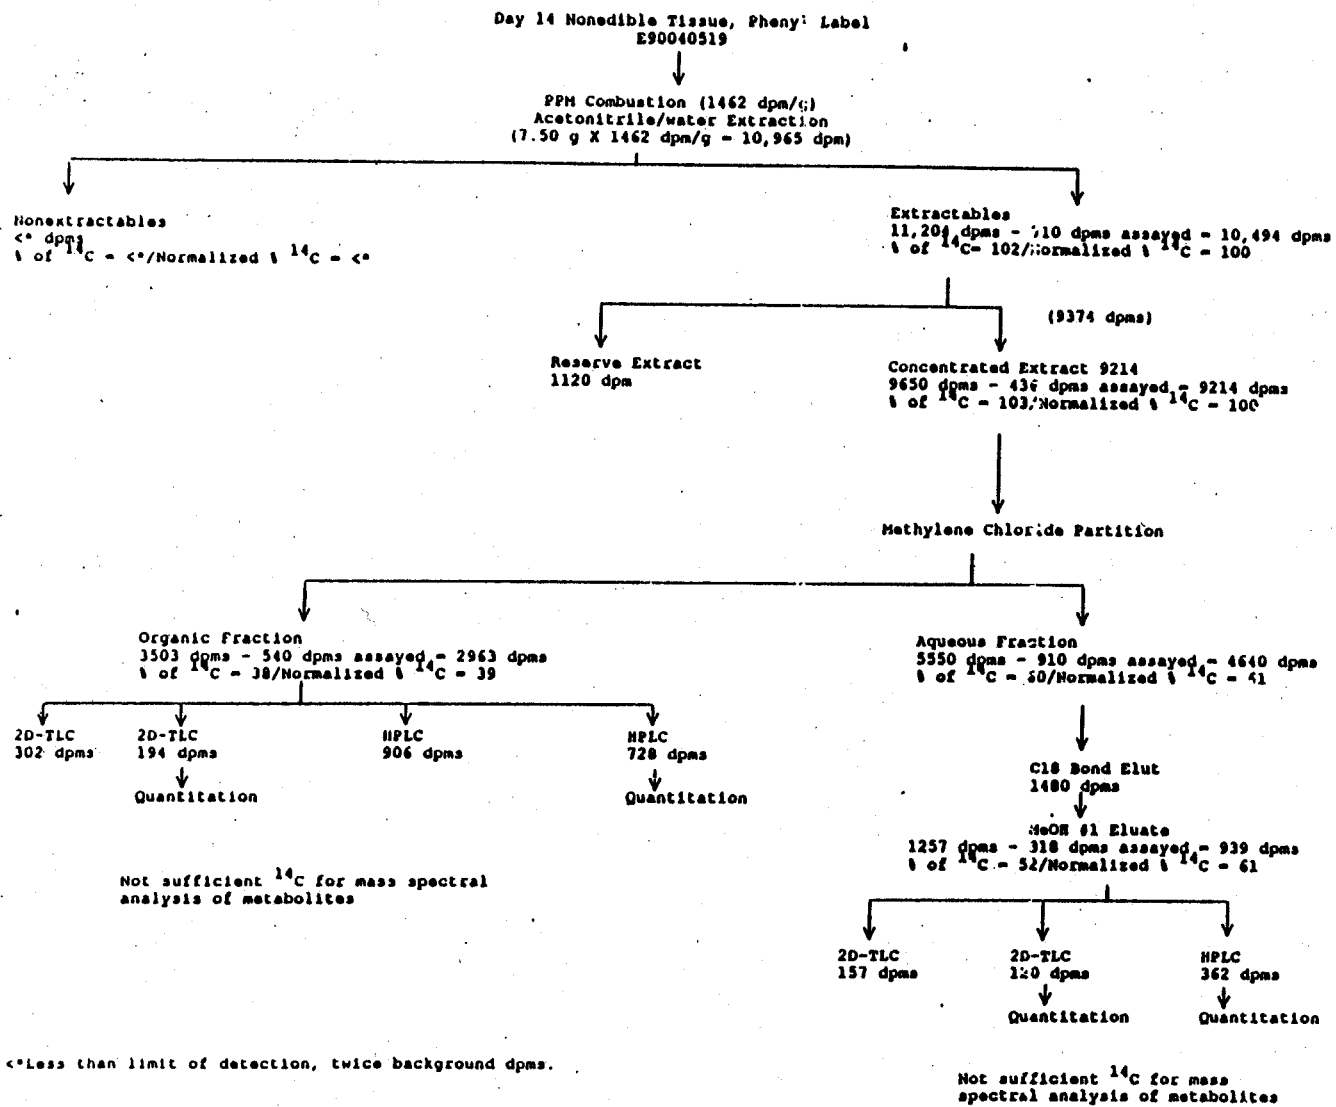 Day 14 Nonedible Tissue, Phenyl Label
E90040519
PPM Combustion (1462 dpm/g)
Acetonitrile/water Extraction
(7.50 g X 1462 dpm/g = 10,965 dpm)
Nonextractables
<* dpms
% of 14C = <*/Normalized % 14C = <*
Extractables
11,204 dpms - 710 dpms assayed = 10,494 dpms
% of 14C= 102/Normalized % 14C = 100
(9374 dpms)
Reserve Extract
1120 dpm
Concentrated Extract 9214
9650 dpms - 436 dpms assayed = 9214 dpms
% of 14C = 103/Normalized % 14C = 100
Methylene Chloride Partition
Organic Fraction
3503 dpms - 540 dpms assayed = 2963 dpms
% of 14C = 38/Normalized % 14C = 39
Aqueous Fraction
5550 dpms - 910 dpms assayed = 4640 dpms
% of 14C = 60/Normalized % 14C = 61
2D-TLC
302 dpms
2D-TLC
194 dpms
Quantitation
HPLC
906 dpms
HPLC
728 dpms
Quantitation
Not sufficient 14C for mass spectral
analysis of metabolites
C18 Bond Elut
1480 dpms
MeOH #1 Eluate
1257 dpms - 318 dpms assayed = 939 dpms
% of 14C = 52/Normalized % 14C = 61
2D-TLC
157 dpms
2D-TLC
120 dpms
Quantitation
HPLC
362 dpms
Quantitation
<*Less than limit of detection, twice background dpms.
Not sufficient 14C for mass
spectral analysis of metabolites